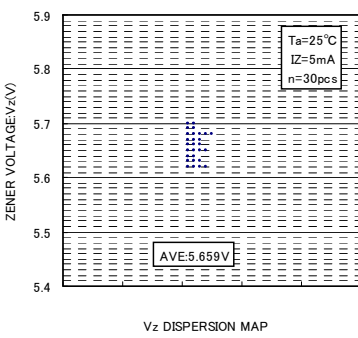 5.9
Ta=25°C
IZ=5mA
n=30pcs
5.8
5.7
5.6
5.5
5.4
ZENER VOLTAGE:Vz(V)
AVE:5.659V
Vz DISPERSION MAP